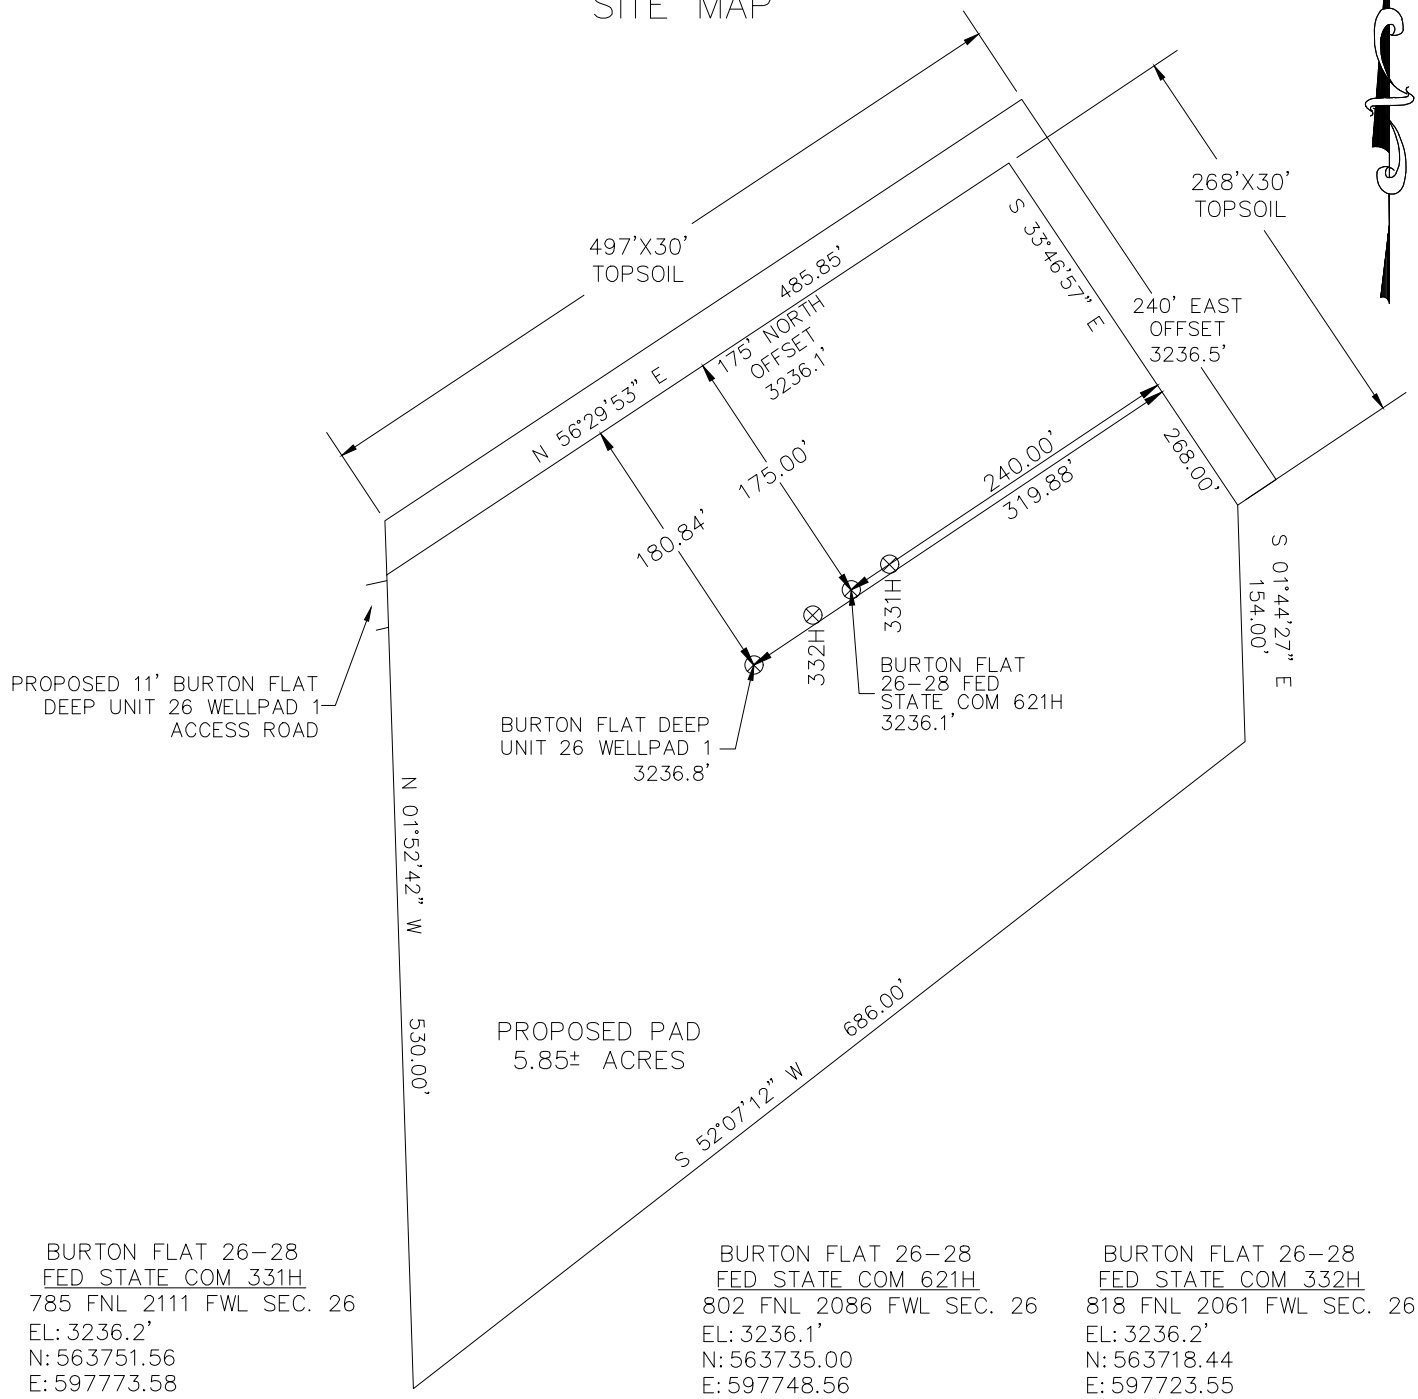 SITE MAP
497'X30'
TOPSOIL
268'X30'
TOPSOIL
485.85'
N 56°29'53" E
S 33°46'57" E
175' NORTH
OFFSET
3236.1'
240' EAST
OFFSET
3236.5'
175.00'
180.84'
240.00'
319.88'
268.00'
S 01°44'27" E
154.00'
331H
332H
PROPOSED 11' BURTON FLAT
DEEP UNIT 26 WELLPAD 1
ACCESS ROAD
BURTON FLAT DEEP
UNIT 26 WELLPAD 1
3236.8'
BURTON FLAT
26-28 FED
STATE COM 621H
3236.1'
N 01°52'42" W
530.00'
PROPOSED PAD
5.85± ACRES
S 52°07'12" W
686.00'
BURTON FLAT 26-28
FED STATE COM 331H
785 FNL 2111 FWL SEC. 26
EL: 3236.2'
N: 563751.56
E: 597773.58
BURTON FLAT 26-28
FED STATE COM 621H
802 FNL 2086 FWL SEC. 26
EL: 3236.1'
N: 563735.00
E: 597748.56
BURTON FLAT 26-28
FED STATE COM 332H
818 FNL 2061 FWL SEC. 26
EL: 3236.2'
N: 563718.44
E: 597723.55